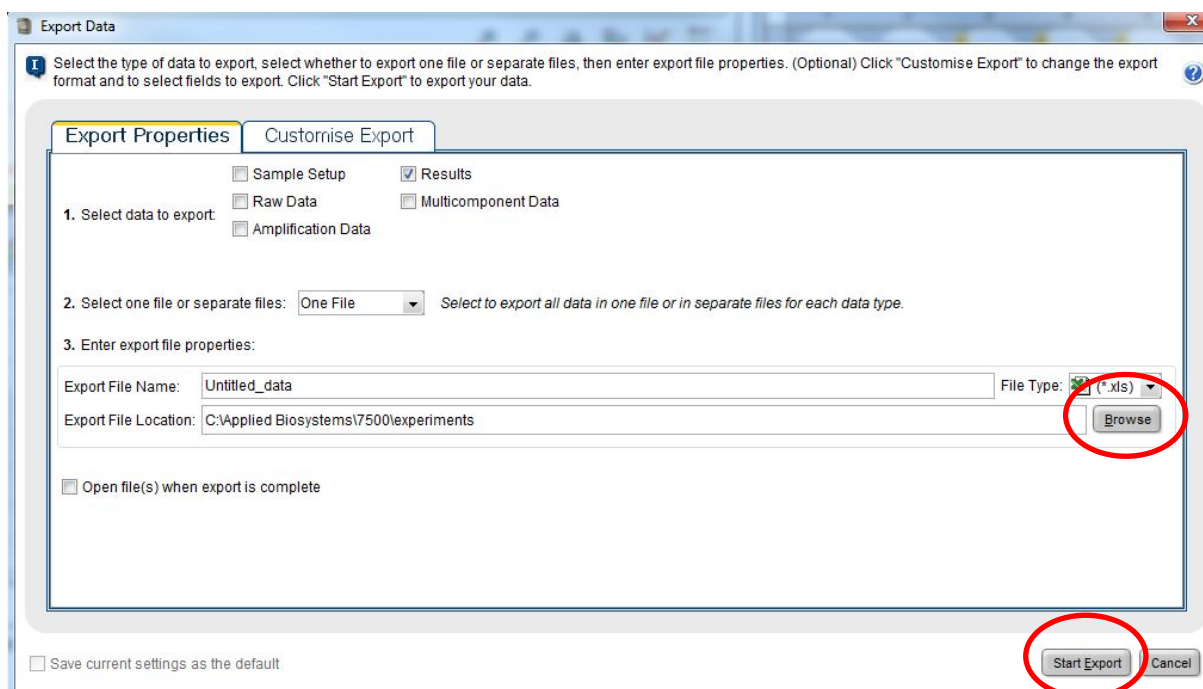 Export Data
Select the type of data to export, select whether to export one file or separate files, then enter export file properties. (Optional) Click "Customise Export" to change the export
format and to select fields to export. Click "Start Export" to export your data.
Export Properties Customise Export
Sample Setup Results
1. Select data to export: Raw Data Multicomponent Data
Amplification Data
2. Select one file or separate files: One File Select to export all data in one file or in separate files for each data type.
3. Enter export file properties:
Export File Name: Untitled_data File Type: (*.xls)
Export File Location: C:\Applied Biosystems\7500\experiments Browse
Open file(s) when export is complete
Save current settings as the default Start Export Cancel